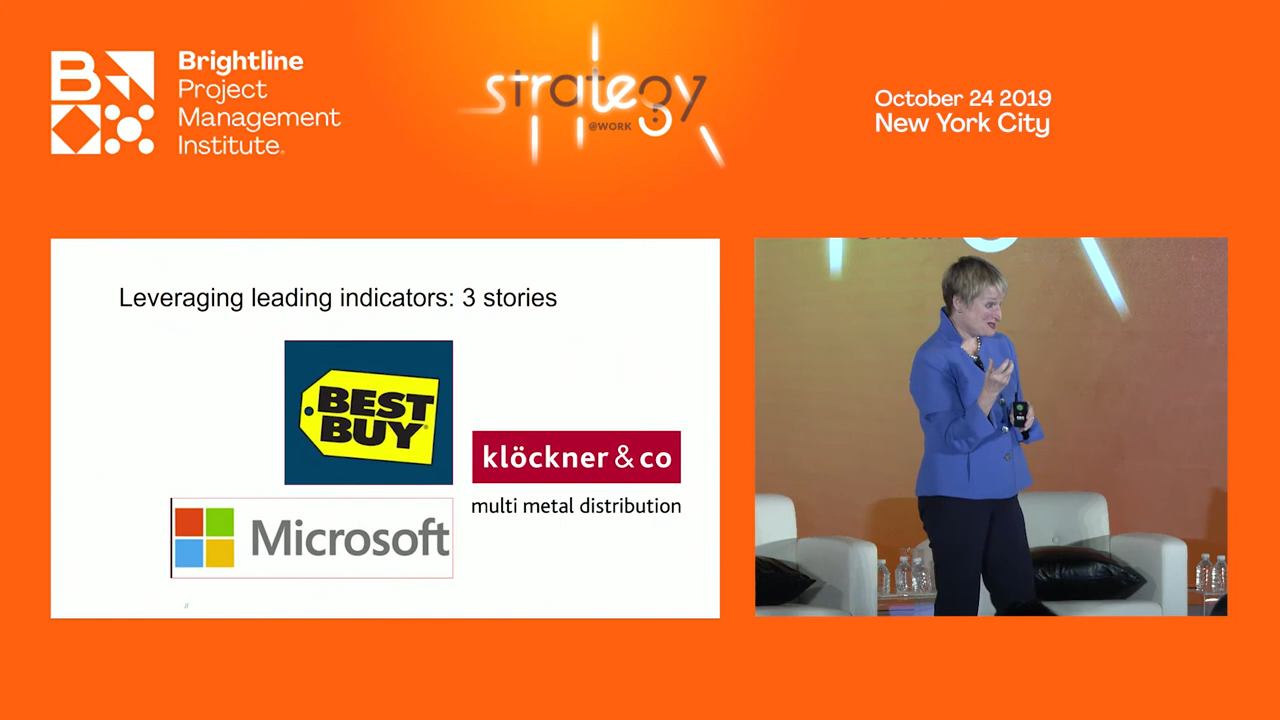 Brightline
Project
Management
Institute.
strategy
@WORK
October 24 2019
New York City
Leveraging leading indicators: 3 stories
BEST
BUY
klöckner & co
multi metal distribution
Microsoft
//